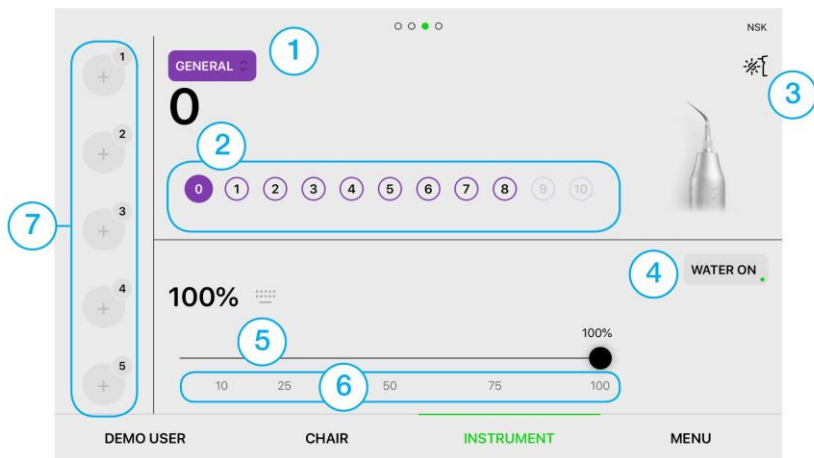 NSK
1
GENERAL
1
3
0
2
2
0 1 2 3 4 5 6 7 8 9 10
3
7
4
WATER ON
4
100%
5
100%
5
6
10 25 50 75 100
DEMO USER CHAIR INSTRUMENT MENU